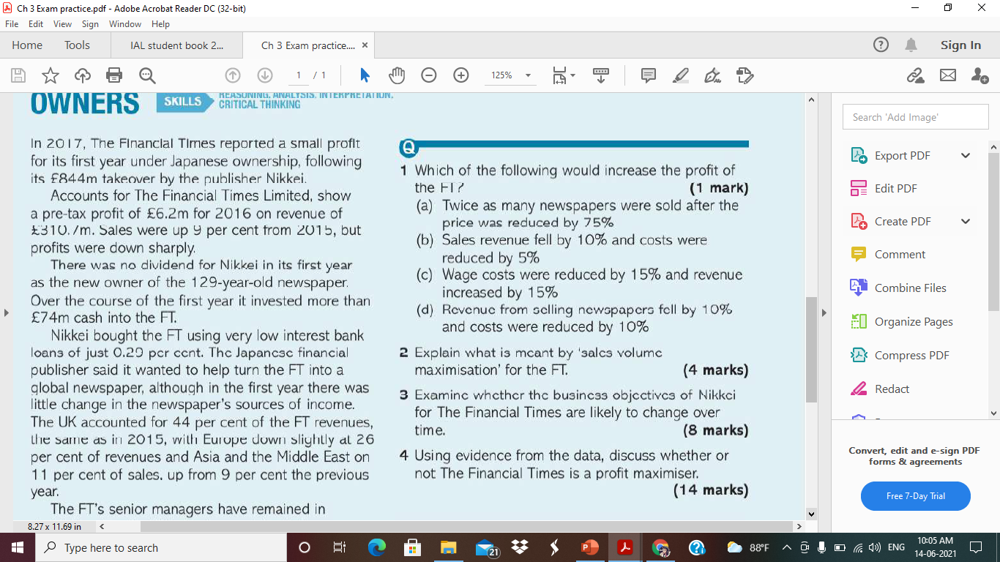 Ch 3 Exam practice.pdf - Adobe Acrobat Reader DC (32-bit)
File Edit View Sign Window Help
Home Tools IAL student book 2... Ch 3 Exam practice.... × ? Sign In
1 / 1 125%
OWNERS SKILLS REASONING, ANALYSIS, INTERPRETATION,
CRITICAL THINKING
In 2017, The Financial Times reported a small profit
for its first year under Japanese ownership, following
its £844m takeover by the publisher Nikkei.
Accounts for The Financial Times Limited, show
a pre-tax profit of £6.2m for 2016 on revenue of
£310.7m. Sales were up 9 per cent from 2015, but
profits were down sharply.
There was no dividend for Nikkei in its first year
as the new owner of the 129-year-old newspaper.
Over the course of the first year it invested more than
£74m cash into the FT.
Nikkei bought the FT using very low interest bank
loans of just 0.29 per cent. The Japanese financial
publisher said it wanted to help turn the FT into a
global newspaper, although in the first year there was
little change in the newspaper's sources of income.
The UK accounted for 44 per cent of the FT revenues,
the same as in 2015, with Europe down slightly at 26
per cent of revenues and Asia and the Middle East on
11 per cent of sales, up from 9 per cent the previous
year.
The FT's senior managers have remained in
Q
1 Which of the following would increase the profit of
the FT? (1 mark)
(a) Twice as many newspapers were sold after the
price was reduced by 75%
(b) Sales revenue fell by 10% and costs were
reduced by 5%
(c) Wage costs were reduced by 15% and revenue
increased by 15%
(d) Revenue from selling newspapers fell by 10%
and costs were reduced by 10%
2 Explain what is meant by 'sales volume
maximisation' for the FT. (4 marks)
3 Examine whether the business objectives of Nikkei
for The Financial Times are likely to change over
time. (8 marks)
4 Using evidence from the data, discuss whether or
not The Financial Times is a profit maximiser.
(14 marks)
8.27 x 11.69 in
Search 'Add Image'
Export PDF
Edit PDF
Create PDF
Comment
Combine Files
Organize Pages
Compress PDF
Redact
Convert, edit and e-sign PDF
forms & agreements
Free 7-Day Trial
Type here to search 21 P 88°F ENG 10:05 AM
14-06-2021